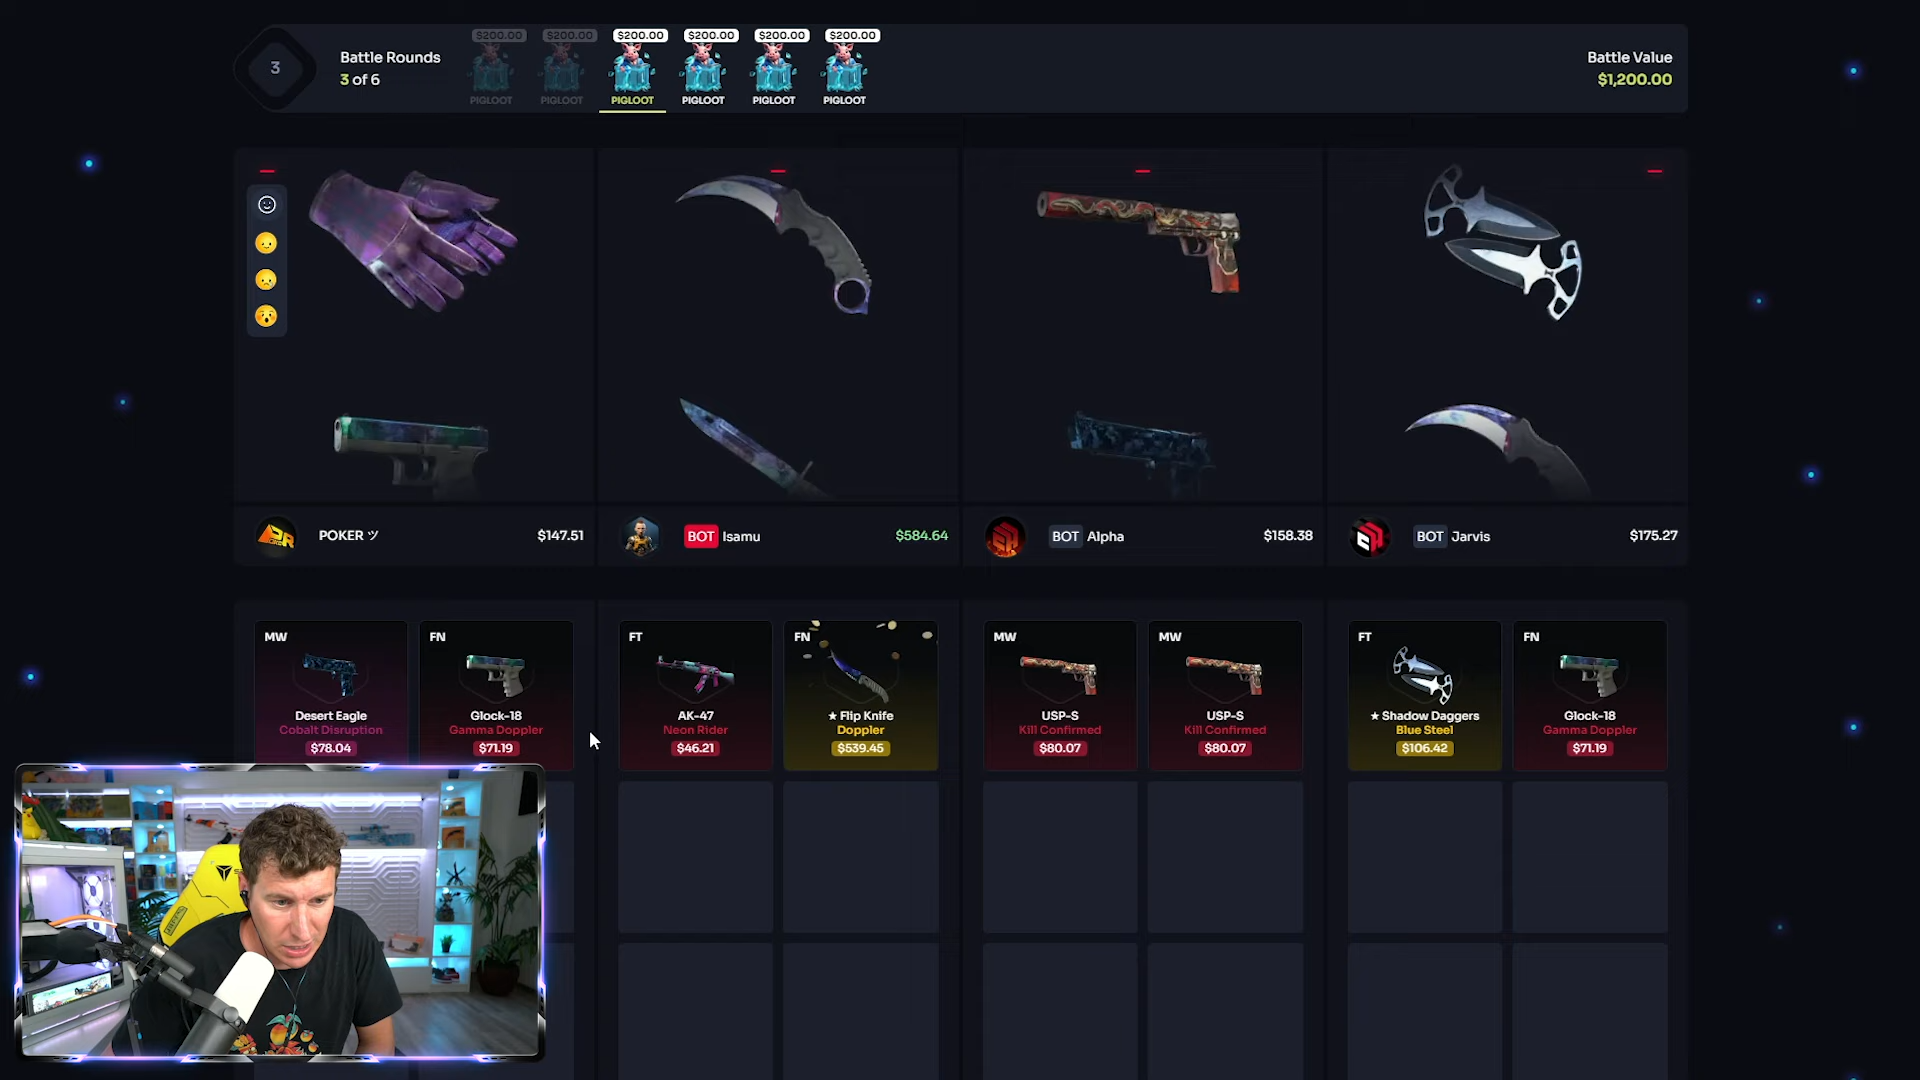 3
Battle Rounds
3 of 6
$200.00
PIGLOOT
$200.00
PIGLOOT
$200.00
PIGLOOT
$200.00
PIGLOOT
$200.00
PIGLOOT
$200.00
PIGLOOT
Battle Value
$1,200.00
POKER ツ
$147.51
BOT Isamu
$584.64
BOT Alpha
$158.38
BOT Jarvis
$175.27
MW
Desert Eagle
Cobalt Disruption
$78.04
FN
Glock-18
Gamma Doppler
$71.19
FT
AK-47
Neon Rider
$46.21
FN
★ Flip Knife
Doppler
$539.45
MW
USP-S
Kill Confirmed
$80.07
MW
USP-S
Kill Confirmed
$80.07
FT
★ Shadow Daggers
Blue Steel
$106.42
FN
Glock-18
Gamma Doppler
$71.19